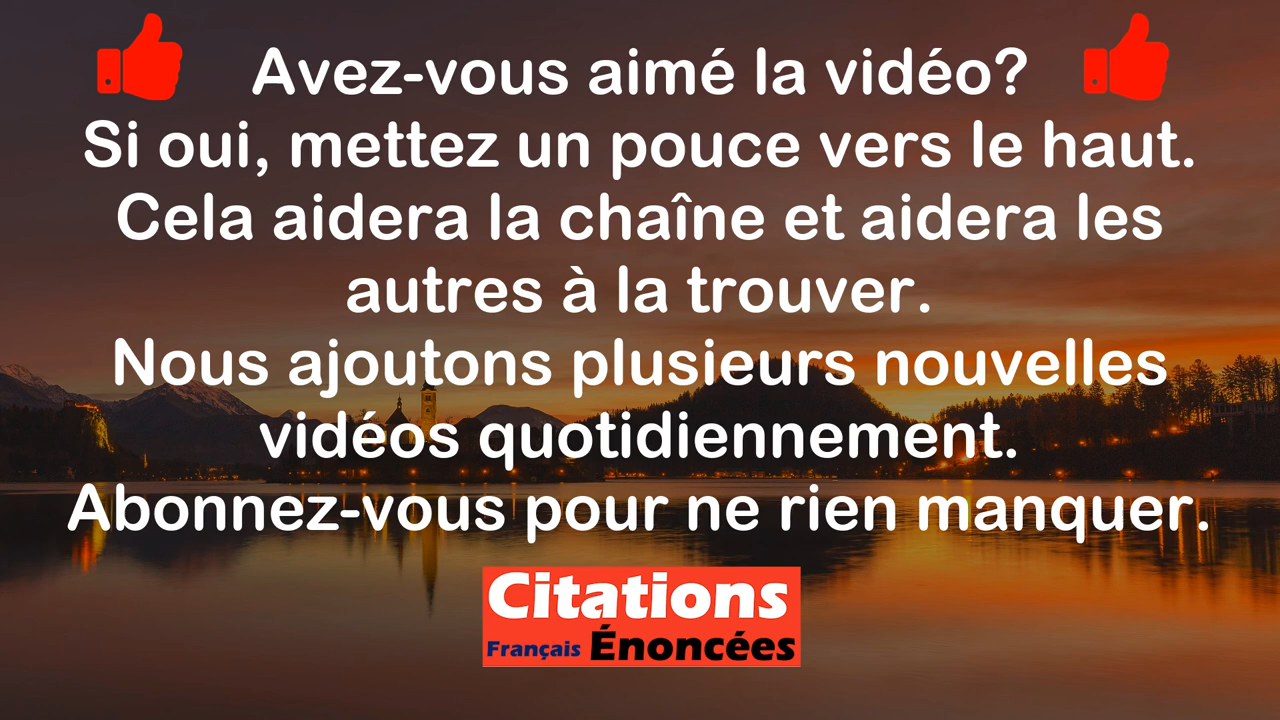 Avez-vous aimé la vidéo?
Si oui, mettez un pouce vers le haut.
Cela aidera la chaîne et aidera les
autres à la trouver.
Nous ajoutons plusieurs nouvelles
vidéos quotidiennement.
Abonnez-vous pour ne rien manquer.
Citations
Français Énoncées